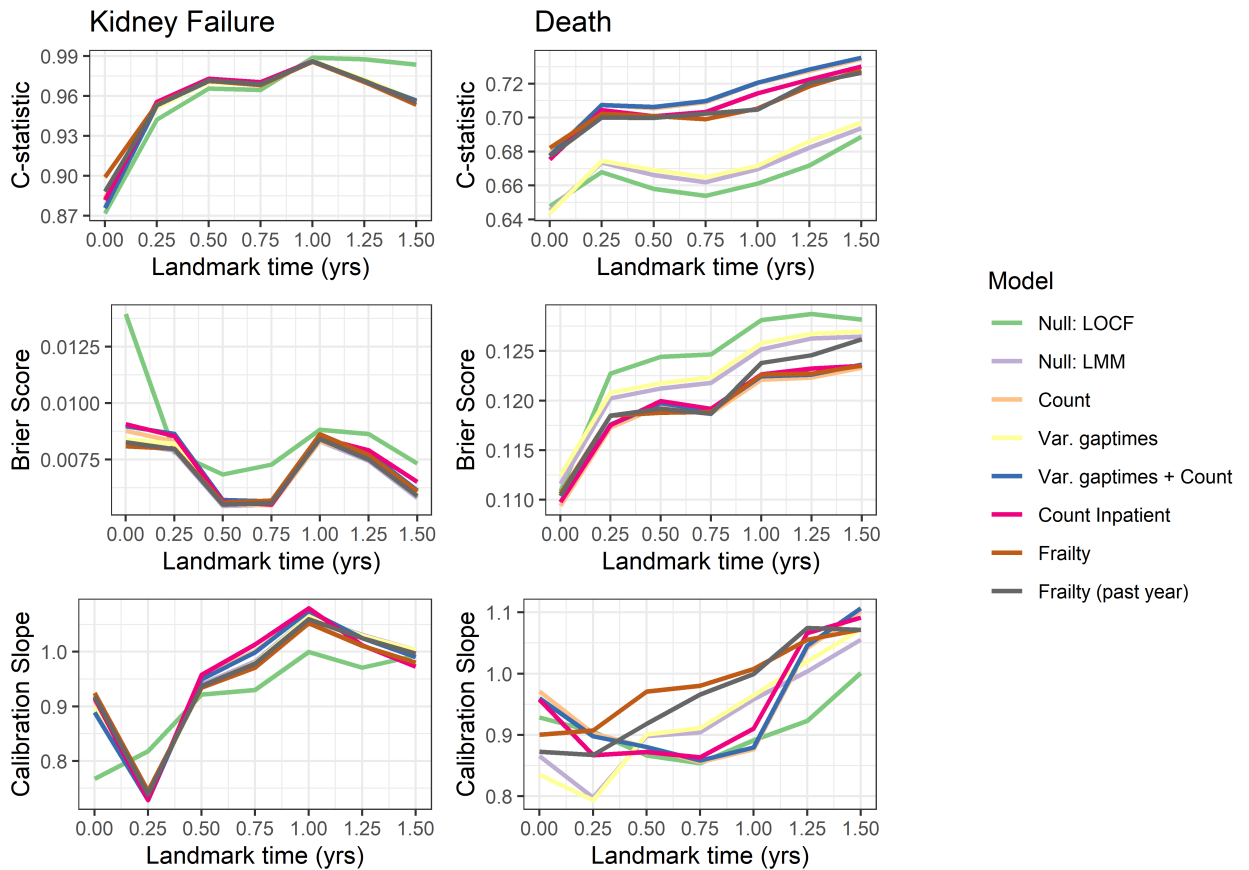 Kidney Failure
Death
C-statistic
0.99
0.96
0.93
0.90
0.87
0.00 0.25 0.50 0.75 1.00 1.25 1.50
Landmark time (yrs)
C-statistic
0.72
0.70
0.68
0.66
0.64
0.00 0.25 0.50 0.75 1.00 1.25 1.50
Landmark time (yrs)
Brier Score
0.0125
0.0100
0.0075
0.00 0.25 0.50 0.75 1.00 1.25 1.50
Landmark time (yrs)
Brier Score
0.125
0.120
0.115
0.110
0.00 0.25 0.50 0.75 1.00 1.25 1.50
Landmark time (yrs)
Calibration Slope
1.0
0.9
0.8
0.00 0.25 0.50 0.75 1.00 1.25 1.50
Landmark time (yrs)
Calibration Slope
1.1
1.0
0.9
0.8
0.00 0.25 0.50 0.75 1.00 1.25 1.50
Landmark time (yrs)
Model
Null: LOCF
Null: LMM
Count
Var. gaptimes
Var. gaptimes + Count
Count Inpatient
Frailty
Frailty (past year)